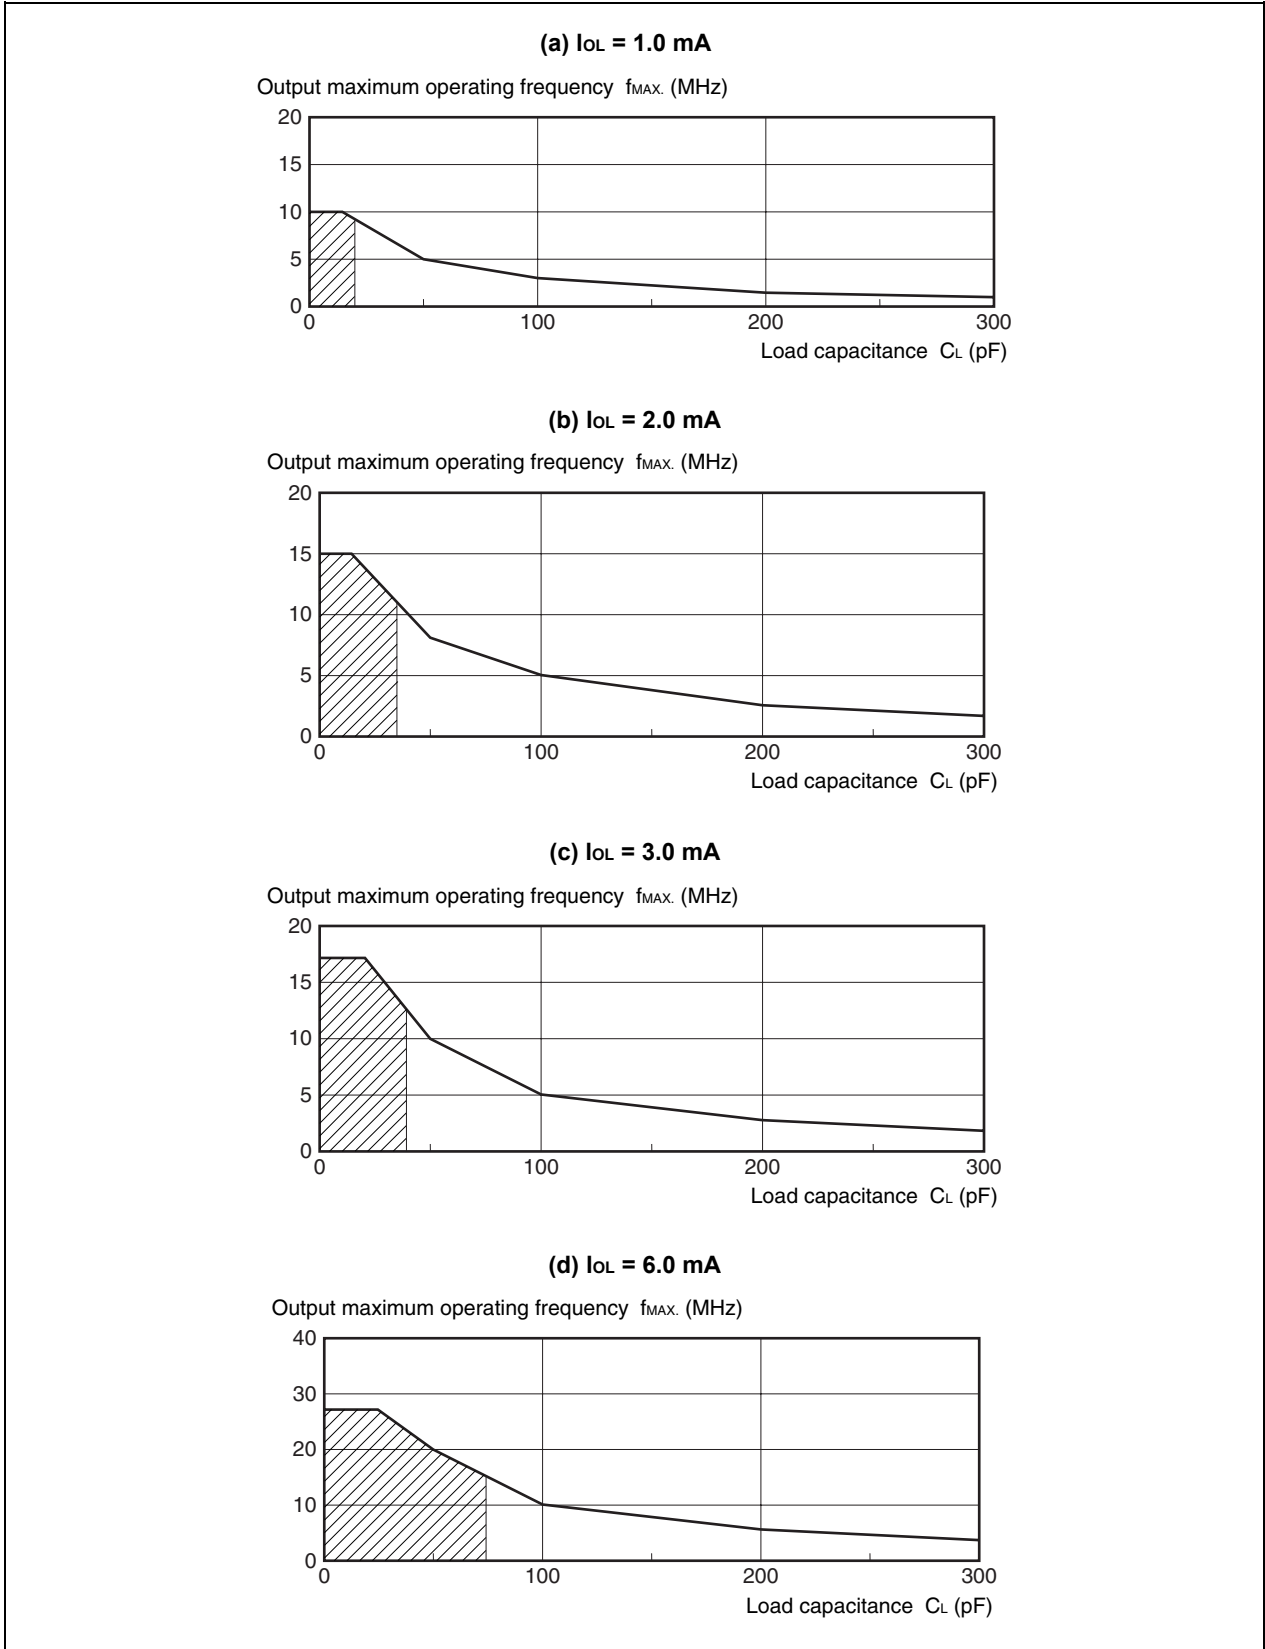 (a) IOL = 1.0 mA
Output maximum operating frequency fMAX. (MHz)
20
15
10
5
0
0 100 200 300
Load capacitance CL (pF)
(b) IOL = 2.0 mA
Output maximum operating frequency fMAX. (MHz)
20
15
10
5
0
0 100 200 300
Load capacitance CL (pF)
(c) IOL = 3.0 mA
Output maximum operating frequency fMAX. (MHz)
20
15
10
5
0
0 100 200 300
Load capacitance CL (pF)
(d) IOL = 6.0 mA
Output maximum operating frequency fMAX. (MHz)
40
30
20
10
0
0 100 200 300
Load capacitance CL (pF)